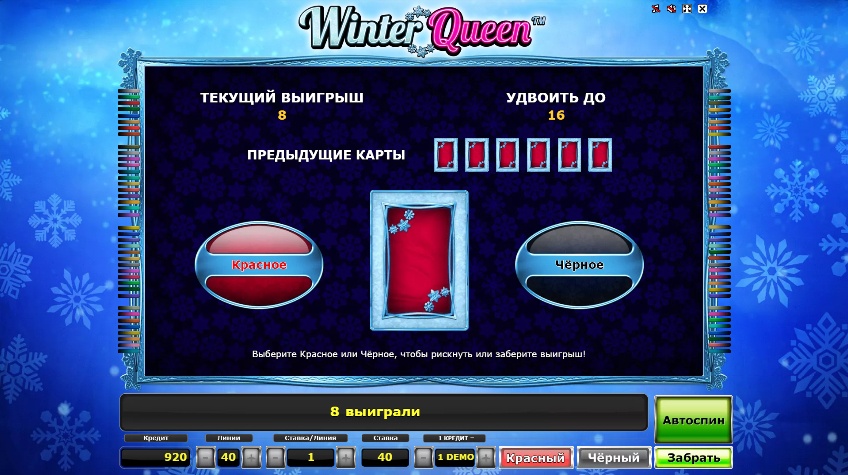 Winter Queen™
ТЕКУЩИЙ ВЫИГРЫШ
8
УДВОИТЬ ДО
16
ПРЕДЫДУЩИЕ КАРТЫ
Красное
Чёрное
Выберите Красное или Чёрное, чтобы рискнуть или заберите выигрыш!
8 выиграли
Автоспин
Кредит Линии Ставка/Линия Ставка 1 КРЕДИТ =
920 - 40 + - 1 + 40 - 1 DEMO + Красный Чёрный Забрать